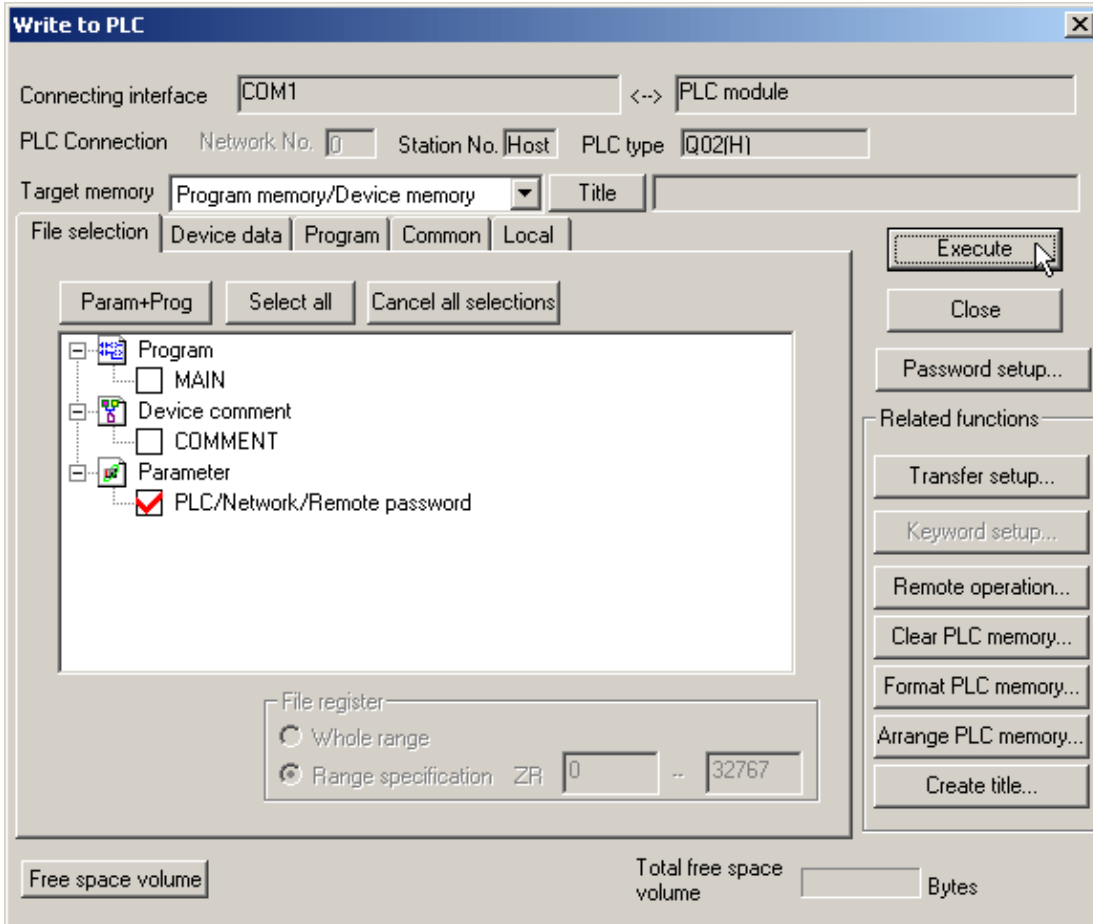 Write to PLC
Connecting interface COM1 <--> PLC module
PLC Connection Network No. 0 Station No. Host PLC type Q02(H)
Target memory Program memory/Device memory Title
File selection Device data Program Common Local
Execute
Param+Prog Select all Cancel all selections
Close
Program
MAIN
Password setup...
Device comment
COMMENT
Related functions
Parameter
PLC/Network/Remote password
Transfer setup...
Keyword setup...
Remote operation...
Clear PLC memory...
Format PLC memory...
File register
Whole range
Arrange PLC memory...
Range specification ZR 0 -- 32767
Create title...
Free space volume
Total free space
volume Bytes